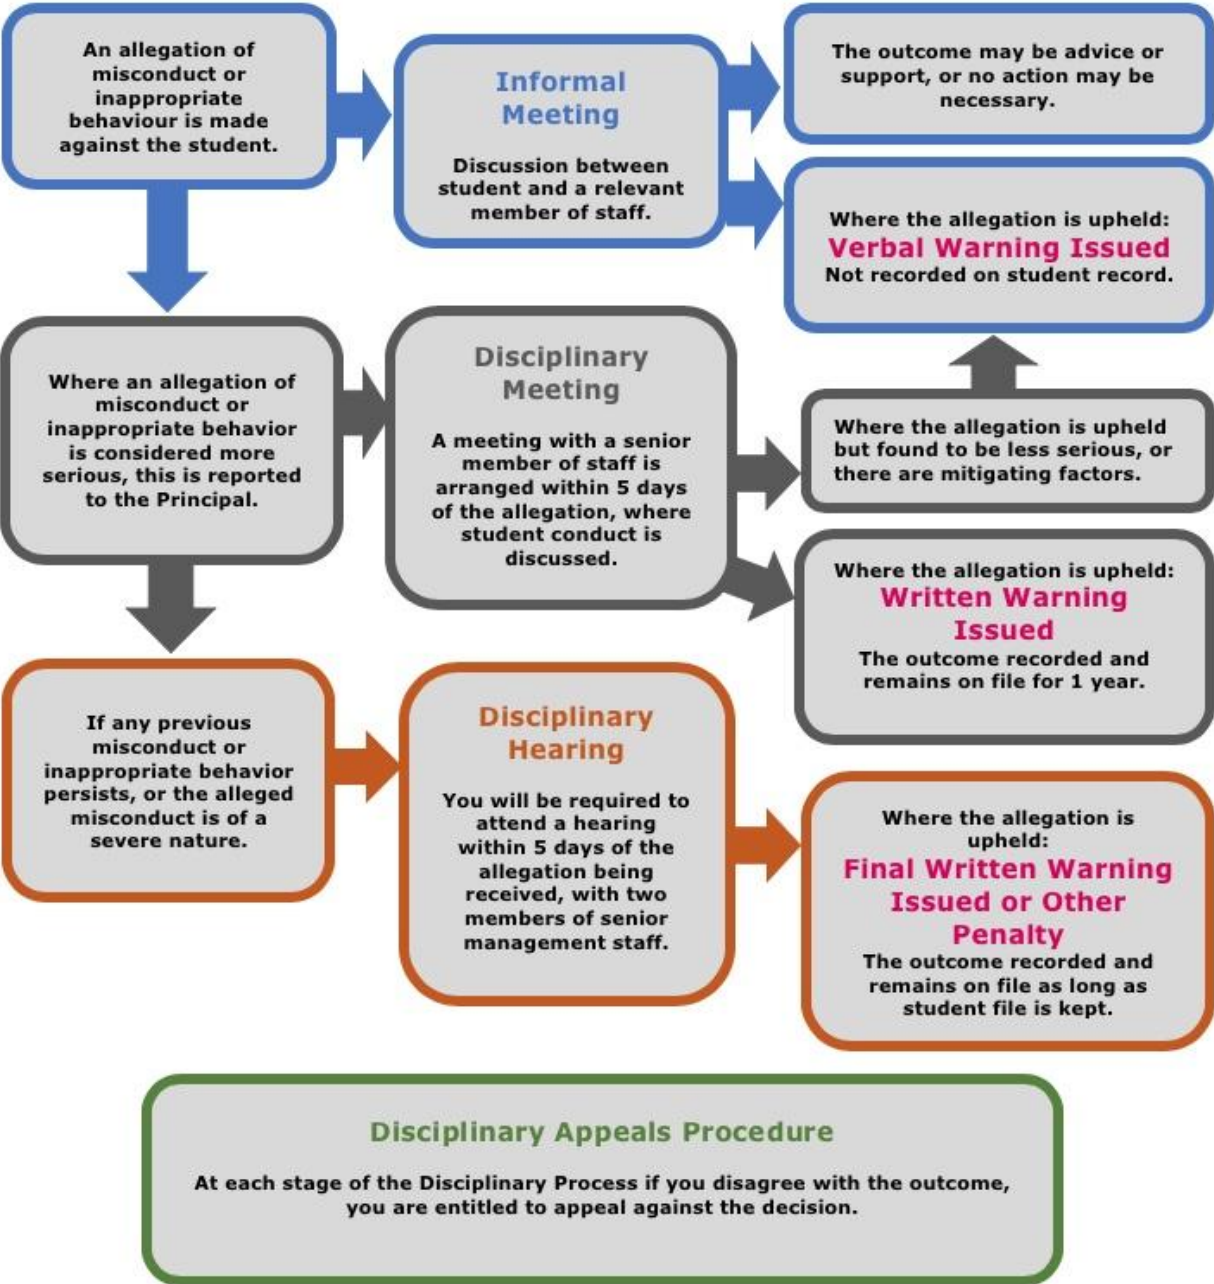 An allegation of
misconduct or
inappropriate
behaviour is made
against the student.
Informal
Meeting
Discussion between
student and a relevant
member of staff.
The outcome may be advice or
support, or no action may be
necessary.
Where the allegation is upheld:
Verbal Warning Issued
Not recorded on student record.
Where an allegation of
misconduct or
inappropriate behavior
is considered more
serious, this is reported
to the Principal.
Disciplinary
Meeting
A meeting with a senior
member of staff is
arranged within 5 days
of the allegation, where
student conduct is
discussed.
Where the allegation is upheld
but found to be less serious, or
there are mitigating factors.
Where the allegation is upheld:
Written Warning
Issued
The outcome recorded and
remains on file for 1 year.
If any previous
misconduct or
inappropriate behavior
persists, or the alleged
misconduct is of a
severe nature.
Disciplinary
Hearing
You will be required to
attend a hearing
within 5 days of the
allegation being
received, with two
members of senior
management staff.
Where the allegation is
upheld:
Final Written Warning
Issued or Other
Penalty
The outcome recorded and
remains on file as long as
student file is kept.
Disciplinary Appeals Procedure
At each stage of the Disciplinary Process if you disagree with the outcome,
you are entitled to appeal against the decision.